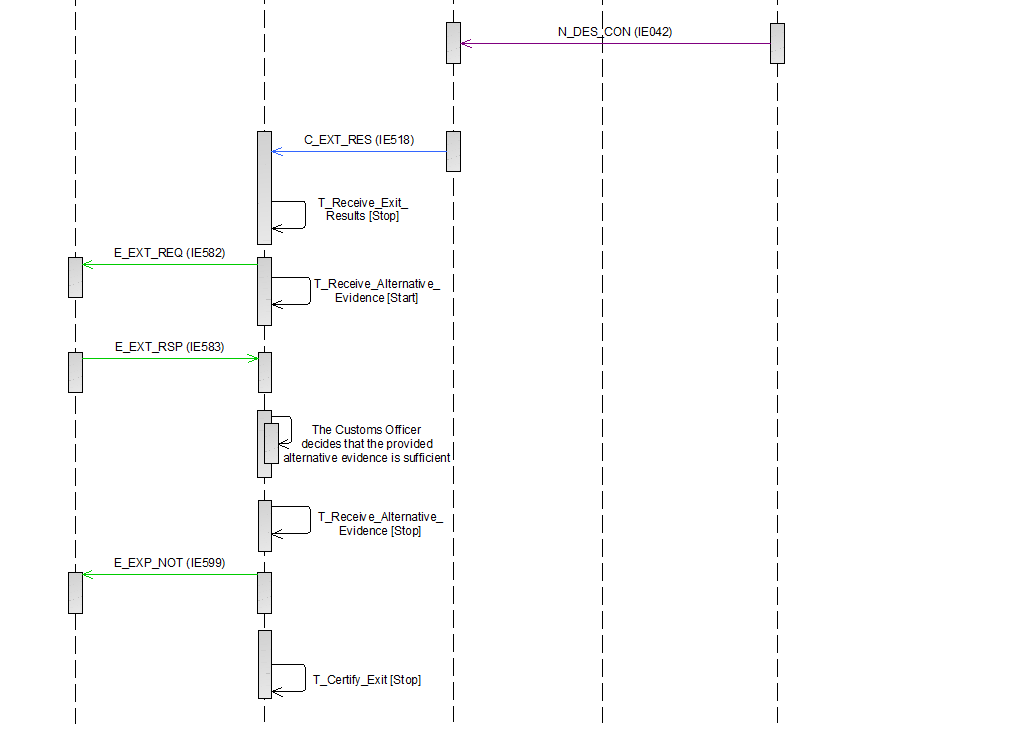 N_DES_CON (IE042)
C_EXT_RES (IE518)
T_Receive_Exit_
Results [Stop]
E_EXT_REQ (IE582)
T_Receive_Alternative_
Evidence [Start]
E_EXT_RSP (IE583)
The Customs Officer
decides that the provided
alternative evidence is sufficient
T_Receive_Alternative_
Evidence [Stop]
E_EXP_NOT (IE599)
T_Certify_Exit [Stop]